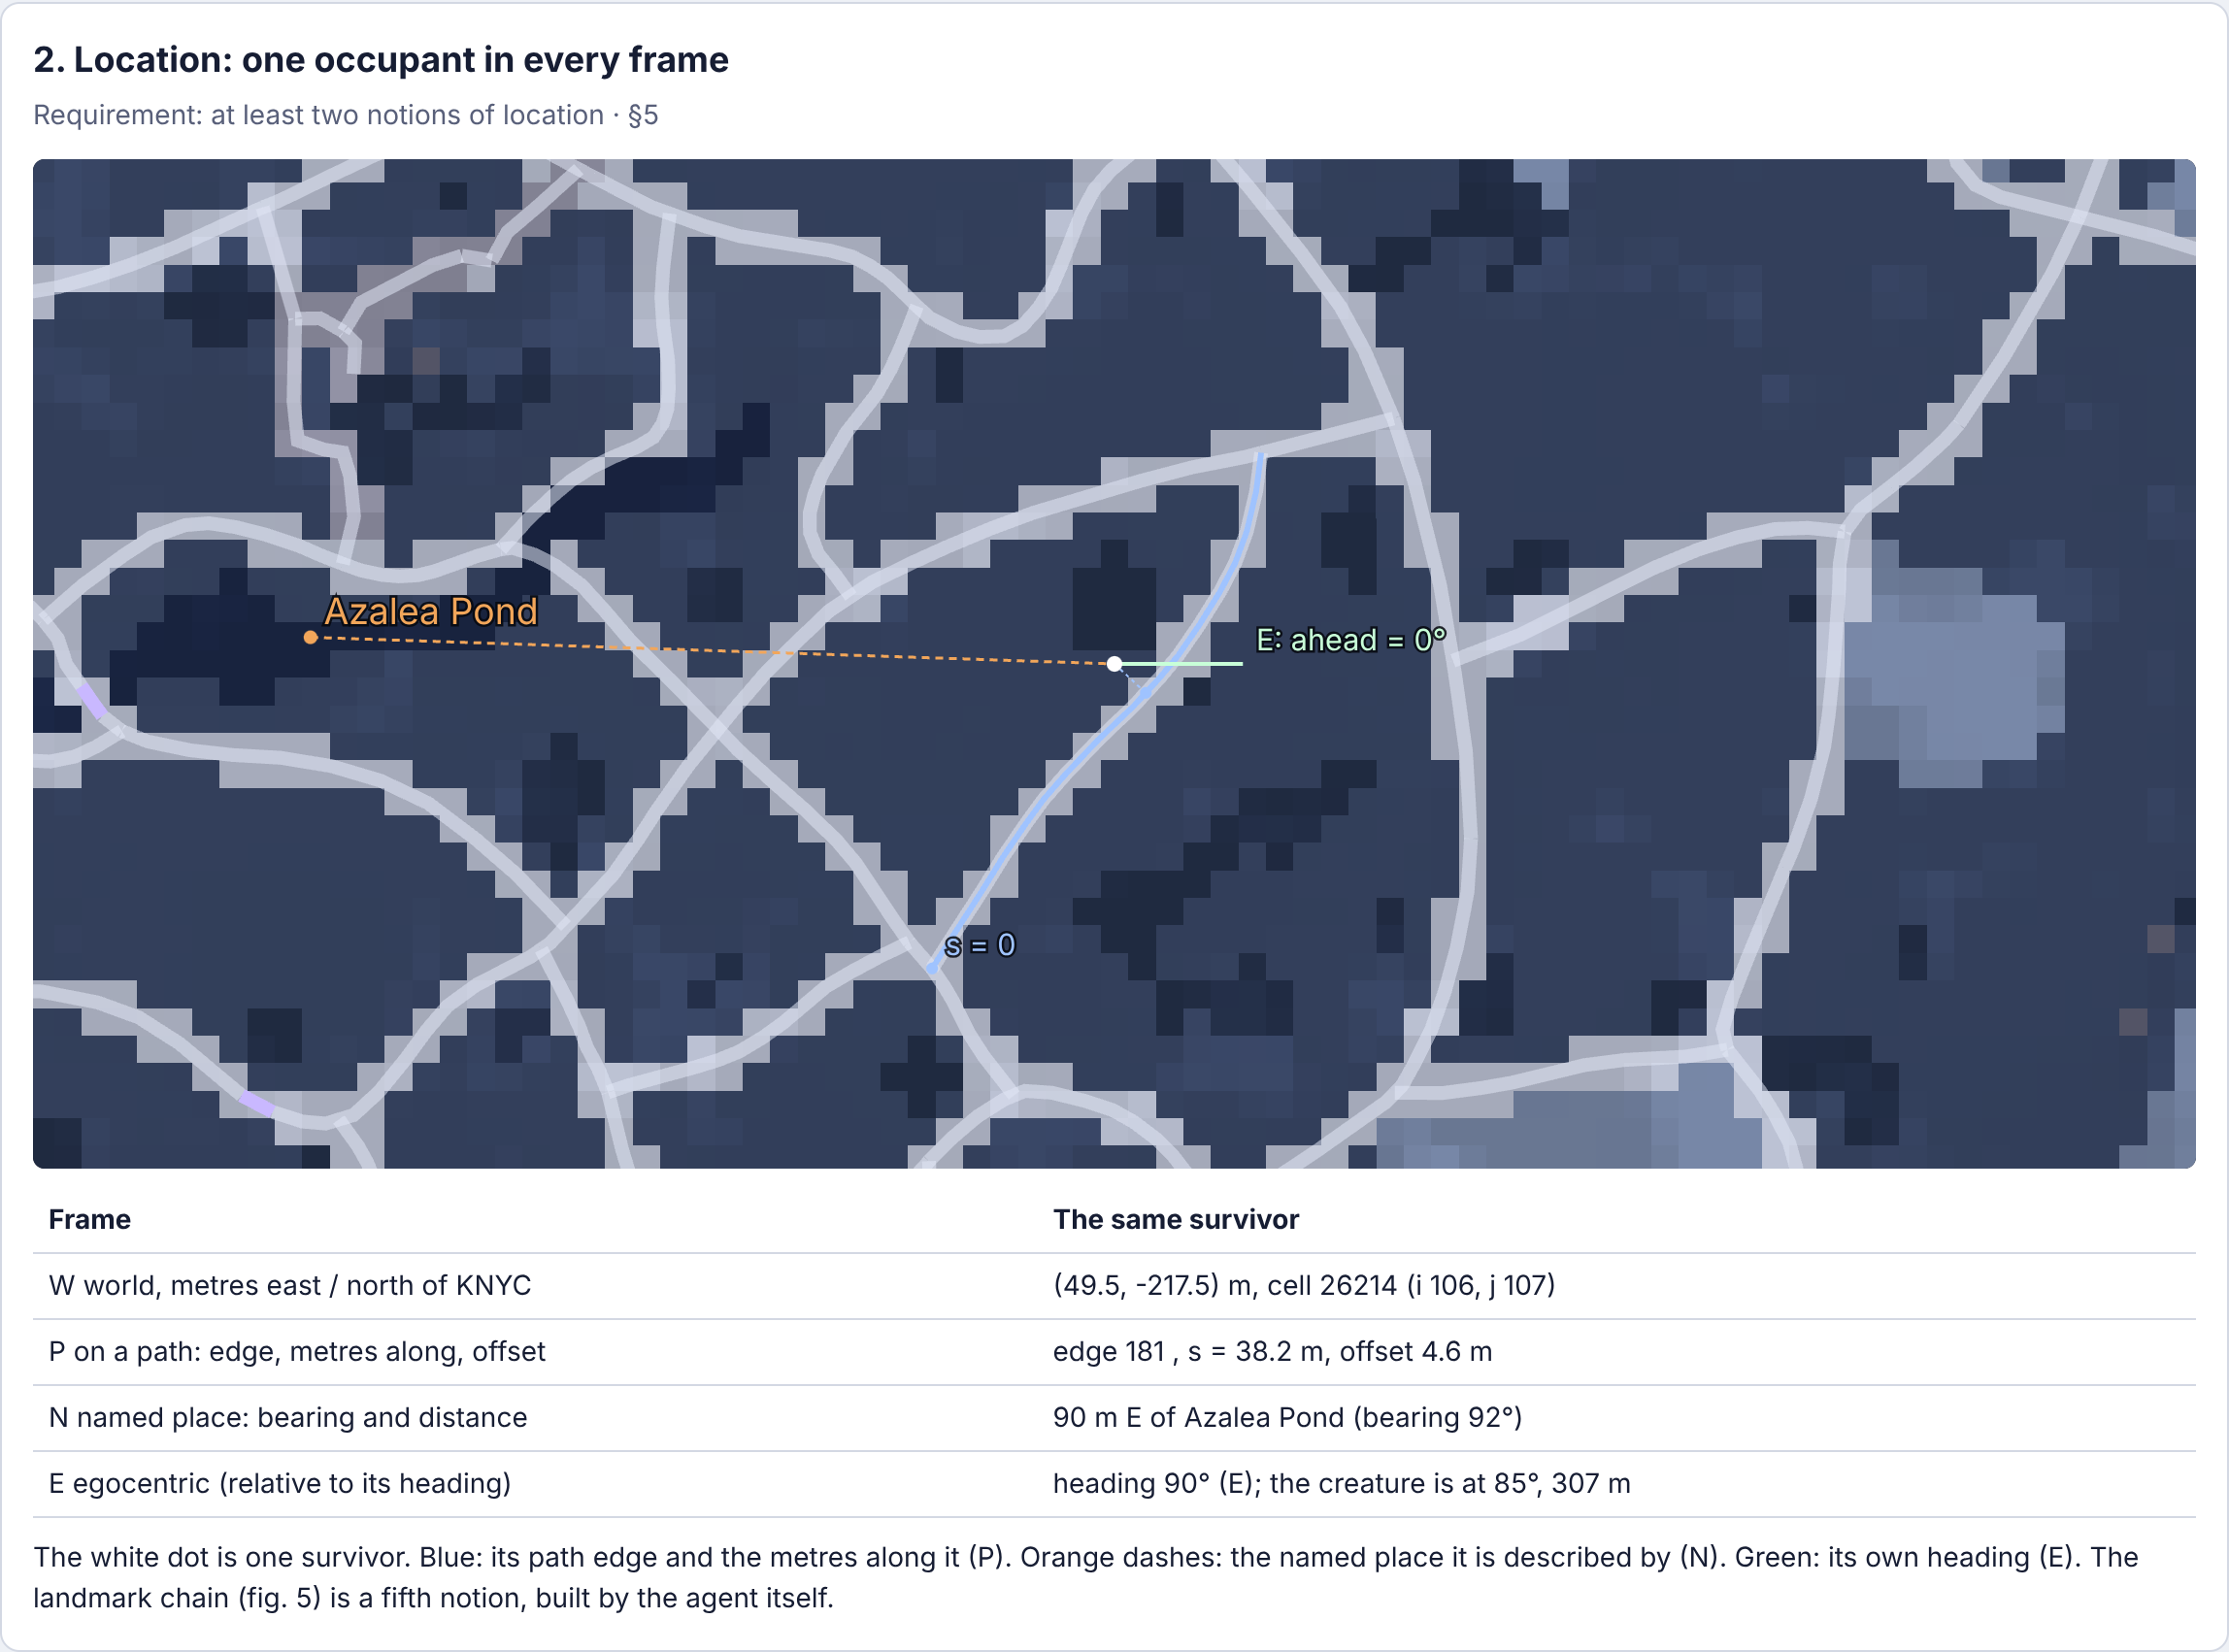 2. Location: one occupant in every frame
Requirement: at least two notions of location · §5
Azalea Pond
E: ahead = 0°
s = 0
Frame The same survivor
W world, metres east / north of KNYC (49.5, -217.5) m, cell 26214 (i 106, j 107)
P on a path: edge, metres along, offset edge 181 , s = 38.2 m, offset 4.6 m
N named place: bearing and distance 90 m E of Azalea Pond (bearing 92°)
E egocentric (relative to its heading) heading 90° (E); the creature is at 85°, 307 m
The white dot is one survivor. Blue: its path edge and the metres along it (P). Orange dashes: the named place it is described by (N). Green: its own heading (E). The
landmark chain (fig. 5) is a fifth notion, built by the agent itself.